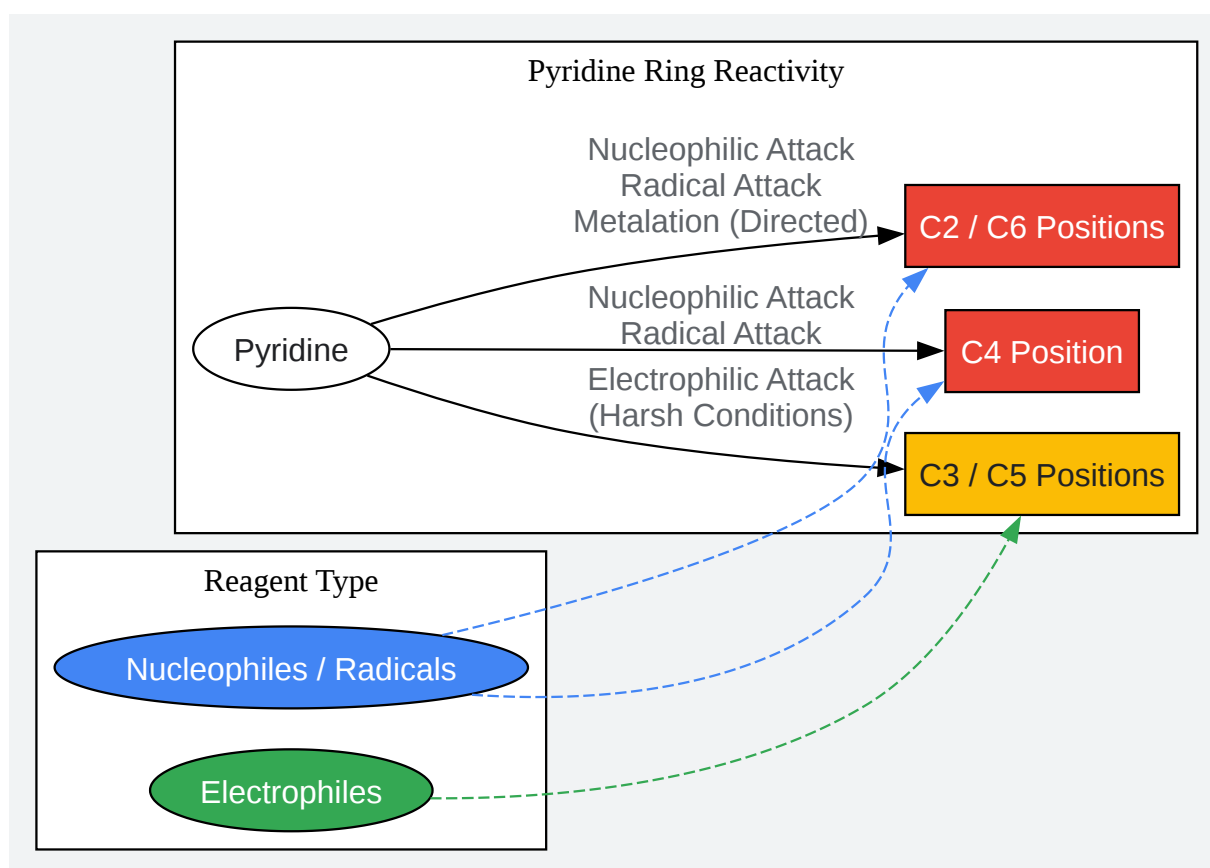 Pyridine Ring Reactivity
Nucleophilic Attack
Radical Attack
Metalation (Directed)
C2 / C6 Positions
Nucleophilic Attack
Radical Attack
Pyridine
C4 Position
Electrophilic Attack
(Harsh Conditions)
C3 / C5 Positions
Reagent Type
Nucleophiles / Radicals
Electrophiles